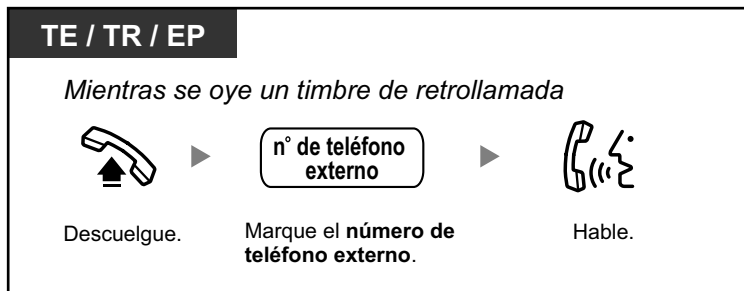 TE / TR / EP
Mientras se oye un timbre de retrollamada
n° de teléfono
externo
Descuelgue.
Marque el número de
teléfono externo.
Hable.